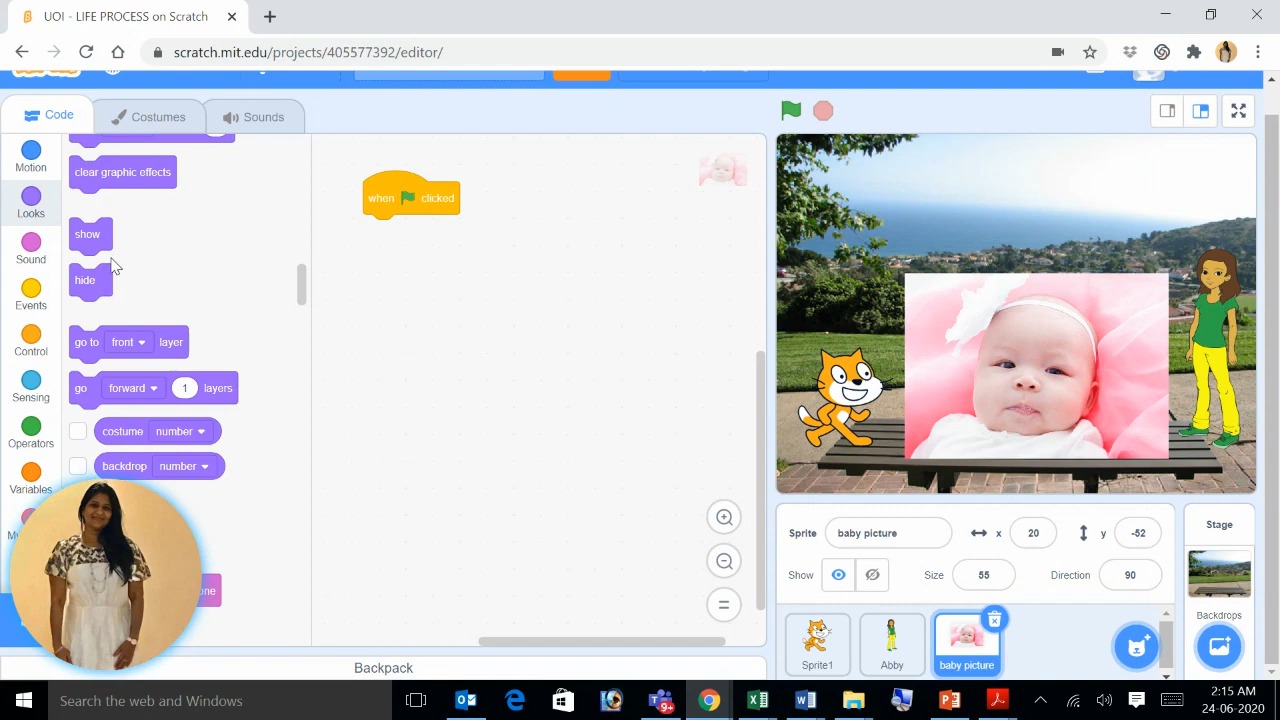 UOI - LIFE PROCESS on Scratch
scratch.mit.edu/projects/405577392/editor/
Code
Costumes
Sounds
Motion
Looks
Sound
Events
Control
Sensing
Operators
Variables
clear graphic effects
show
hide
go to front layer
go forward 1 layers
costume number
backdrop number
when clicked
Sprite baby picture x 20 y -52
Show Size 55 Direction 90
Sprite1
Abby
baby picture
Stage
Backdrops
Backpack
Search the web and Windows
9+
2:15 AM
24-06-2020